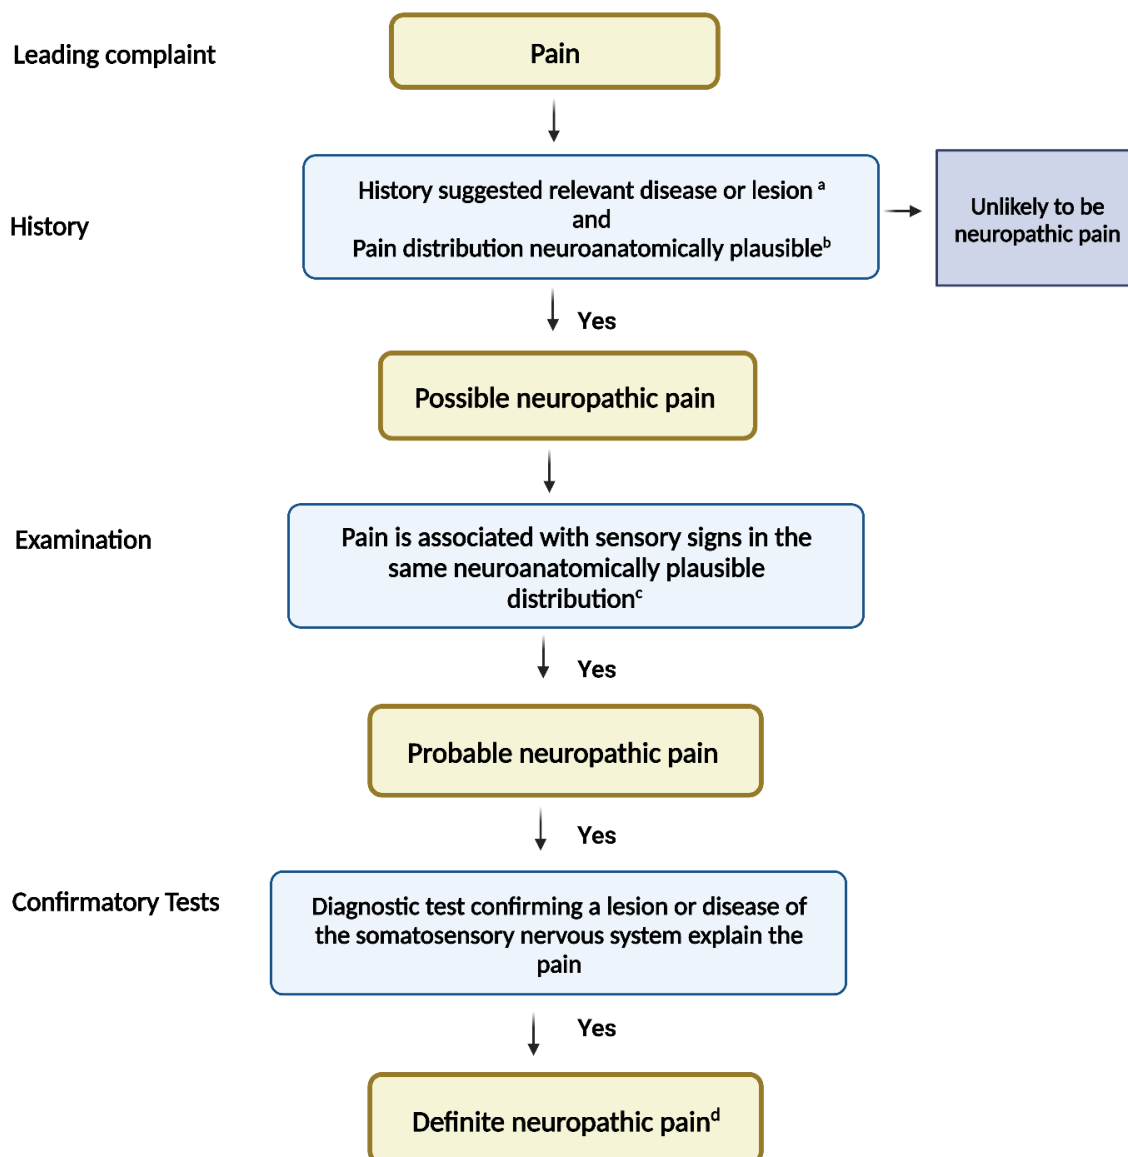 Leading complaint
Pain
History
History suggested relevant disease or lesion a
and
Pain distribution neuroanatomically plausibleb
Unlikely to be
neuropathic pain
Yes
Possible neuropathic pain
Examination
Pain is associated with sensory signs in the
same neuroanatomically plausible
distributionc
Yes
Probable neuropathic pain
Yes
Confirmatory Tests
Diagnostic test confirming a lesion or disease of
the somatosensory nervous system explain the
pain
Yes
Definite neuropathic paind